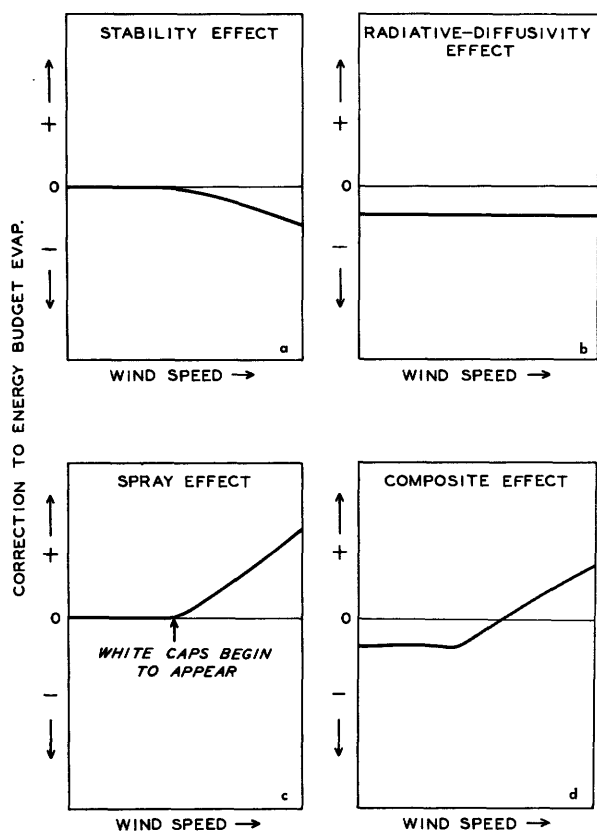 STABILITY EFFECT
+
0
−
a
WIND SPEED →
RADIATIVE–DIFFUSIVITY
EFFECT
+
0
−
b
WIND SPEED →
CORRECTION TO ENERGY BUDGET EVAP.
SPRAY EFFECT
+
0
WHITE CAPS BEGIN
TO APPEAR
−
c
WIND SPEED →
COMPOSITE EFFECT
+
0
−
d
WIND SPEED →